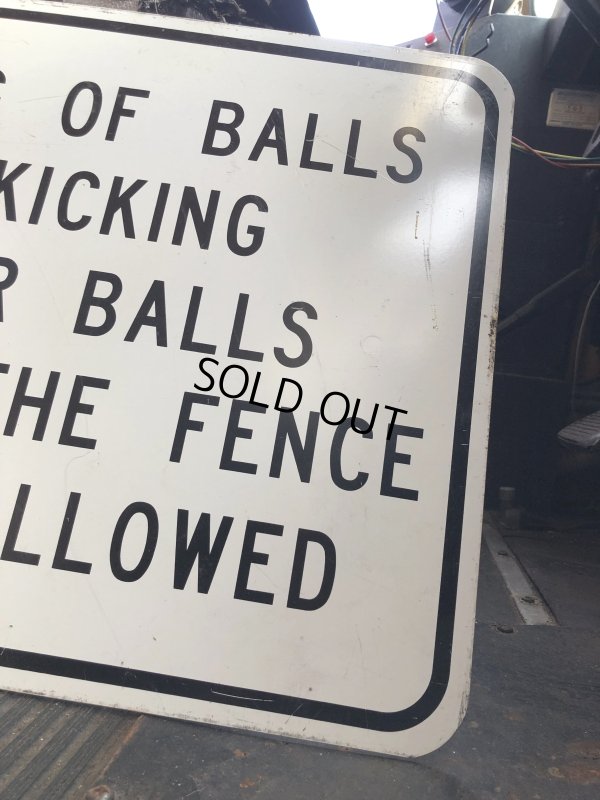 OF BALLS
KICKING
BALLS
THE FENCE
SOLD OUT
LLOWED